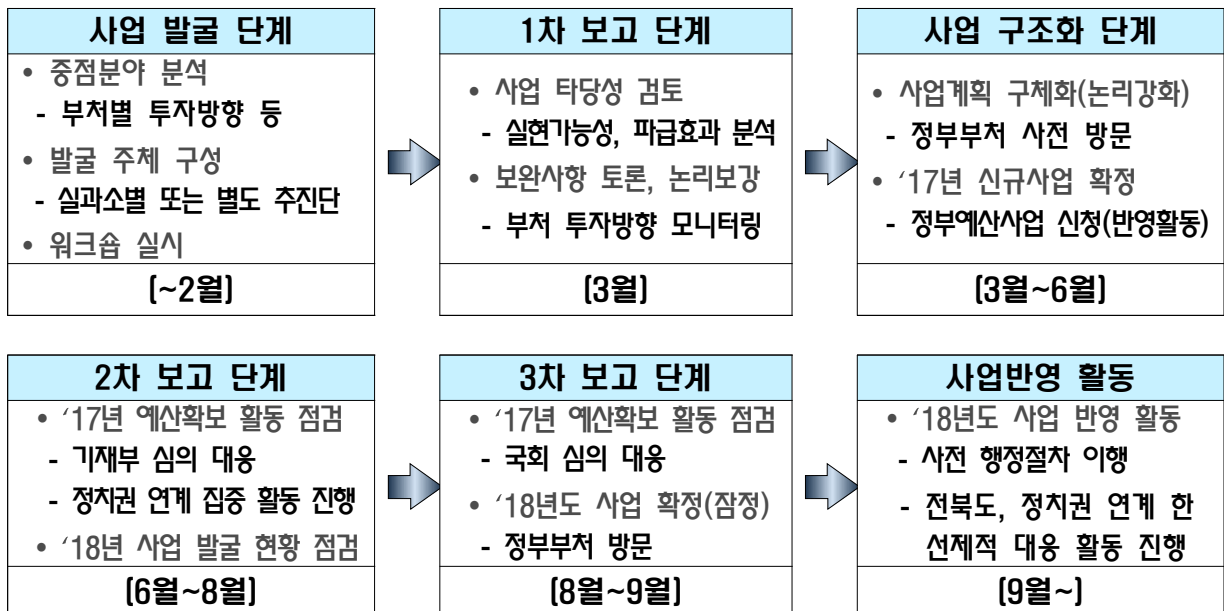 사업 발굴 단계
• 중점분야 분석
- 부처별 투자방향 등
• 발굴 주체 구성
- 실과소별 또는 별도 추진단
• 워크숍 실시
(~2월)
1차 보고 단계
• 사업 타당성 검토
- 실현가능성, 파급효과 분석
• 보완사항 토론, 논리보강
- 부처 투자방향 모니터링
(3월)
사업 구조화 단계
• 사업계획 구체화(논리강화)
- 정부부처 사전 방문
• ‘17년 신규사업 확정
- 정부예산사업 신청(반영활동)
(3월~6월)
2차 보고 단계
• ‘17년 예산확보 활동 점검
- 기재부 심의 대응
- 정치권 연계 집중 활동 진행
• ‘18년 사업 발굴 현황 점검
(6월~8월)
3차 보고 단계
• ‘17년 예산확보 활동 점검
- 국회 심의 대응
• ‘18년도 사업 확정(잠정)
- 정부부처 방문
(8월~9월)
사업반영 활동
• ‘18년도 사업 반영 활동
- 사전 행정절차 이행
- 전북도, 정치권 연계 한
선제적 대응 활동 진행
(9월~)